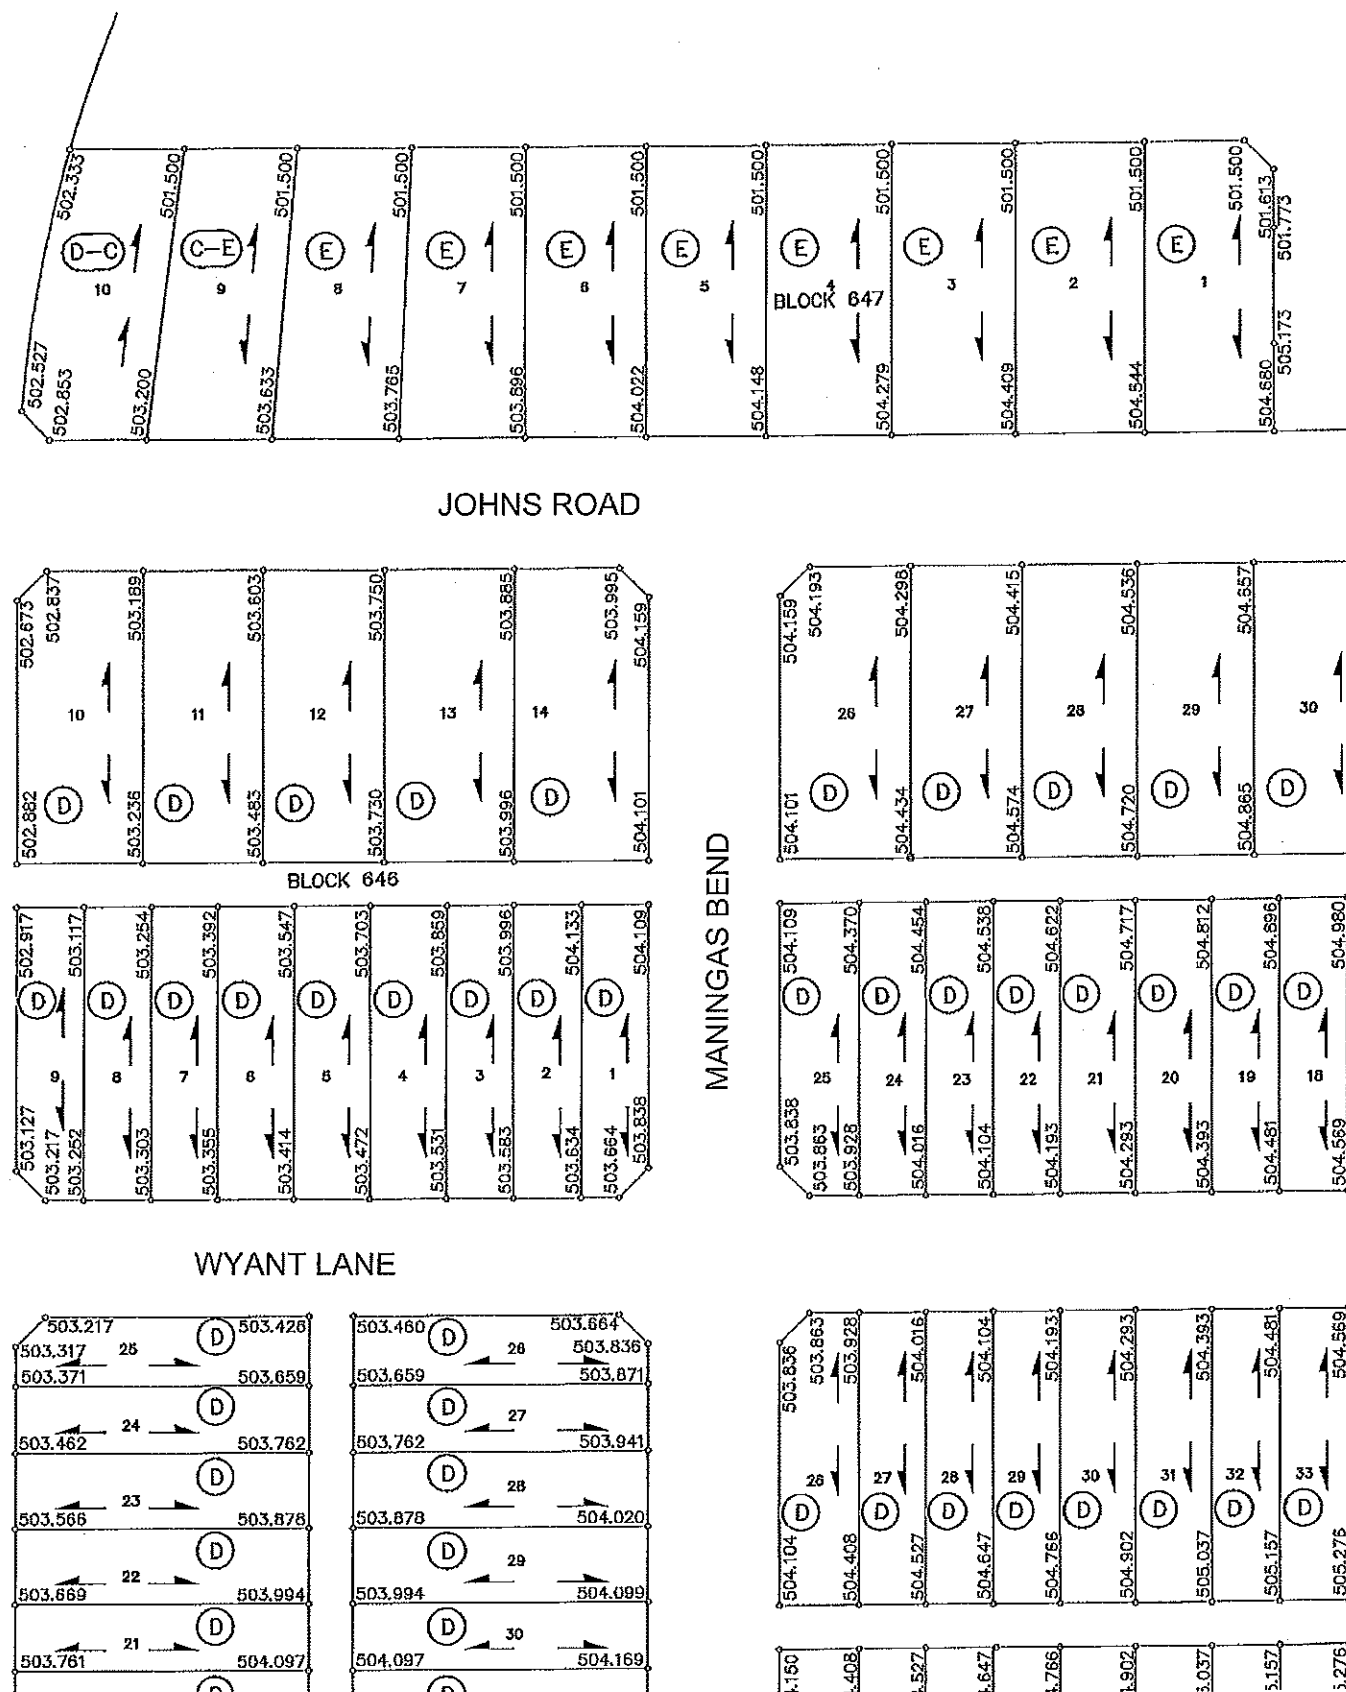 502.333 501.500 501.500 501.500 501.500 501.500 501.500 501.500 501.500 501.500 501.500 501.613 501.773
D-C C-E E E E E E E E E
10 9 8 7 6 5 4 3 2 1
BLOCK 647
502.527 502.853 503.200 503.633 503.765 503.896 504.022 504.148 504.279 504.409 504.544 504.680 505.173
JOHNS ROAD
502.673 502.837 503.189 503.603 503.750 503.885 503.995 504.159
10 11 12 13 14
D D D D D
502.882 503.236 503.483 503.730 503.996 504.101
BLOCK 646
502.917 503.117 503.254 503.392 503.547 503.703 503.859 503.996 504.133 504.109
D D D D D D D D D
9 8 7 6 5 4 3 2 1
503.127 503.217 503.252 503.303 503.355 503.414 503.472 503.531 503.583 503.634 503.664 503.838
MANINGAS BEND
504.159 504.193 504.298 504.415 504.536 504.657
26 27 28 29 30
D D D D D
504.101 504.434 504.574 504.720 504.865
504.109 504.370 504.454 504.538 504.622 504.717 504.812 504.896 504.980
D D D D D D D D
25 24 23 22 21 20 19 18
503.838 503.863 503.928 504.016 504.104 504.193 504.293 504.393 504.481 504.569
WYANT LANE
503.217 D 503.428
503.317 25
503.371 503.659
D
24
503.462 503.762
D
23
503.566 503.878
D
22
503.669 503.994
D
21
503.761 504.097
503.460 D 503.664
26 503.836
503.659 503.871
D
27
503.762 503.941
D
28
503.878 504.020
D
29
503.994 504.099
D
30
504.097 504.169
503.836 503.863 503.928 504.016 504.104 504.193 504.293 504.393 504.481 504.569
26 27 28 29 30 31 32 33
D D D D D D D D
504.104 504.408 504.527 504.647 504.766 504.902 505.037 505.157 505.276
.150 .408 .527 .647 .766 .902 .037 .157 .276